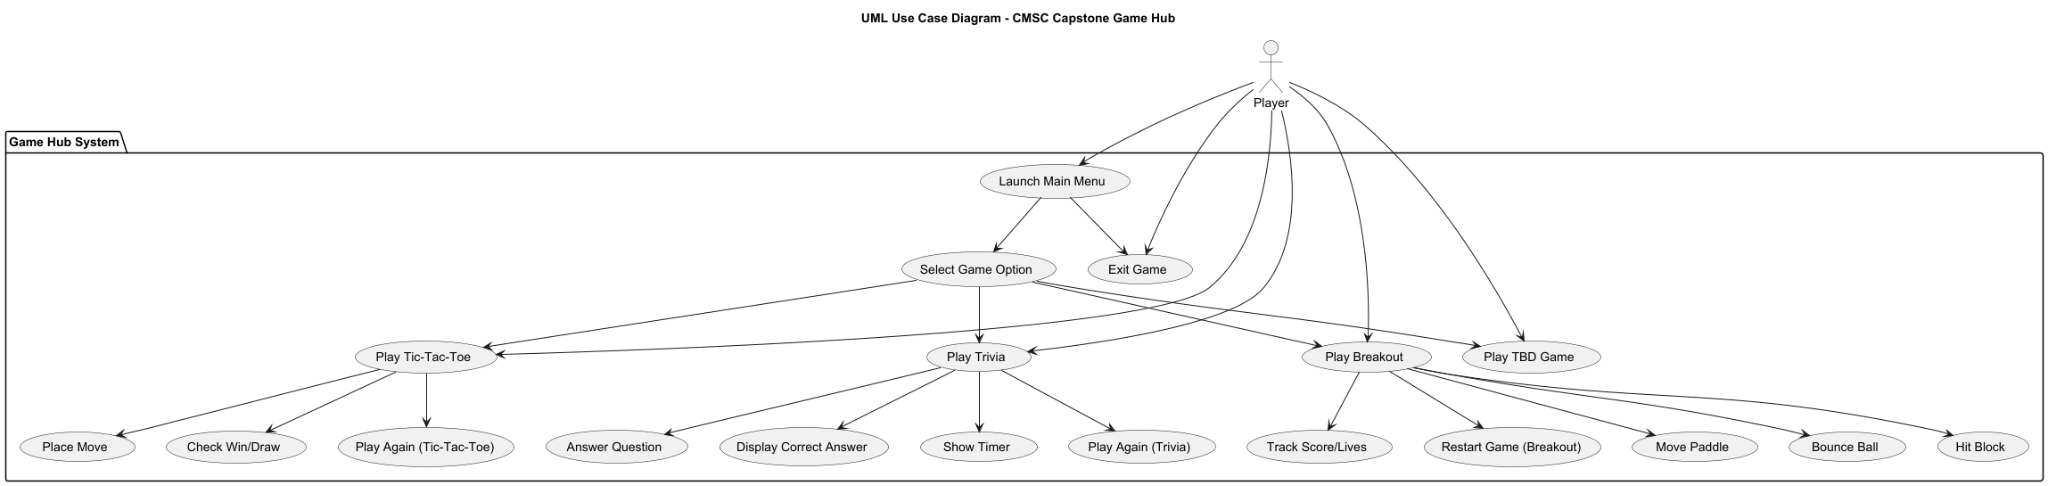 UML Use Case Diagram - CMSC Capstone Game Hub
Player
Game Hub System
Launch Main Menu
Select Game Option
Exit Game
Play Tic-Tac-Toe
Play Trivia
Play Breakout
Play TBD Game
Place Move
Check Win/Draw
Play Again (Tic-Tac-Toe)
Answer Question
Display Correct Answer
Show Timer
Play Again (Trivia)
Track Score/Lives
Restart Game (Breakout)
Move Paddle
Bounce Ball
Hit Block